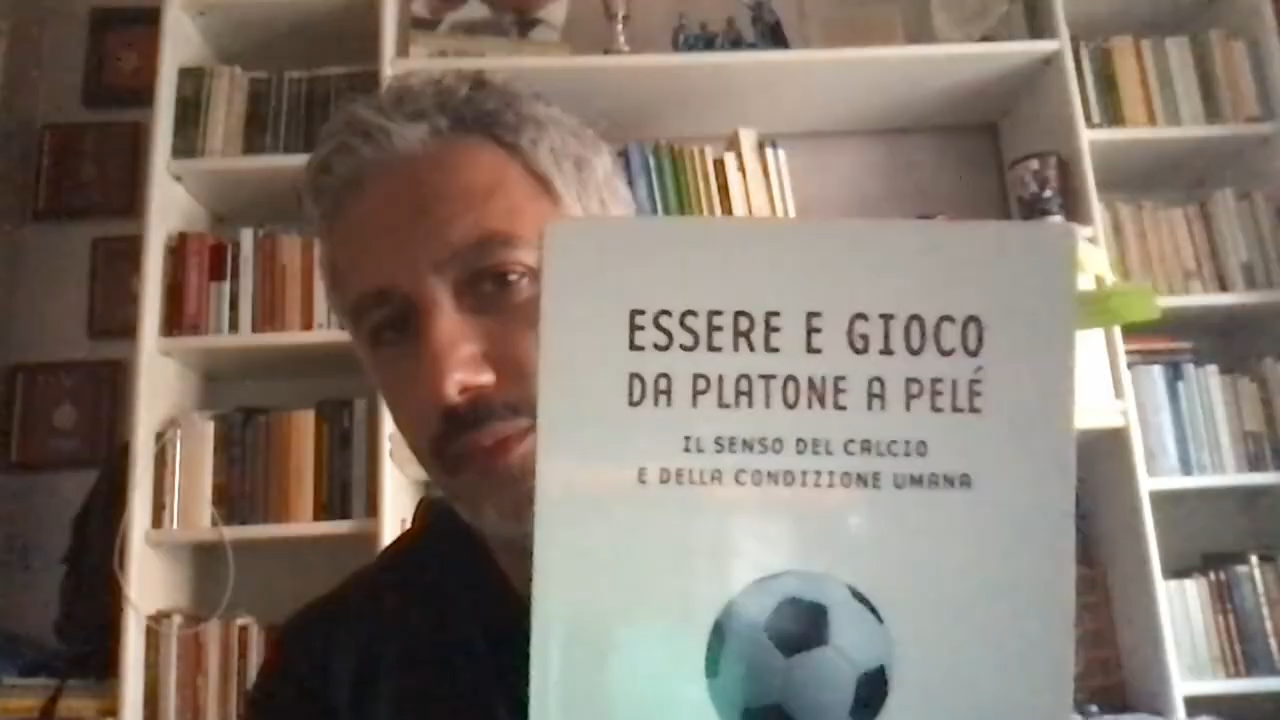 ESSERE E GIOCO
DA PLATONE A PELÉ
IL SENSO DEL CALCIO
E DELLA CONDIZIONE UMANA